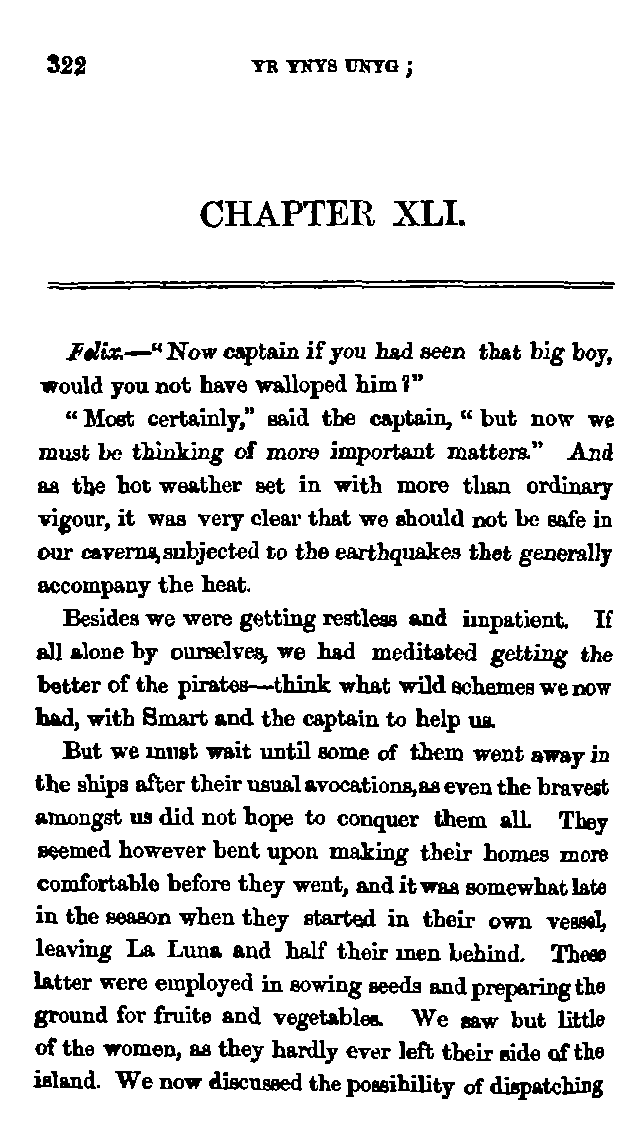 322 YR YNYS UNYG ;
CHAPTER XLI.
Felix.—“Now captain if you had seen that big boy,
would you not have walloped him?”
“Most certainly,” said the captain, “but now we
must be thinking of more important matters.” And
as the hot weather set in with more than ordinary
vigour, it was very clear that we should not be safe in
our caverns, subjected to the earthquakes thet generally
accompany the heat.
Besides we were getting restless and impatient. If
all alone by ourselves, we had meditated getting the
better of the pirates—think what wild schemes we now
had, with Smart and the captain to help us.
But we must wait until some of them went away in
the ships after their usual avocations, as even the bravest
amongst us did not hope to conquer them all. They
seemed however bent upon making their homes more
comfortable before they went, and it was somewhat late
in the season when they started in their own vessel,
leaving La Luna and half their men behind. These
latter were employed in sowing seeds and preparing the
ground for fruite and vegetables. We saw but little
of the women, as they hardly ever left their side of the
island. We now discussed the possibility of dispatching